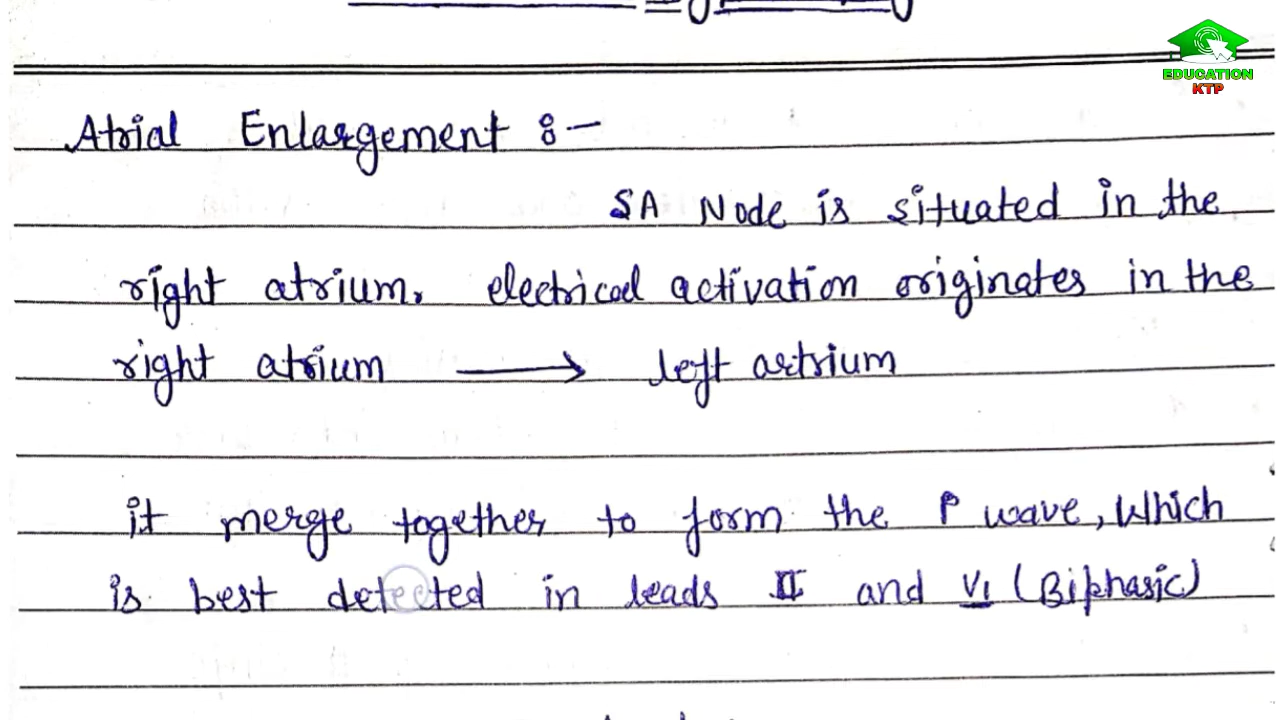 EDUCATION
KTP
Atrial Enlargement :-
SA Node is situated in the
right atrium. electrical activation originates in the
right atrium → left artrium
it merge together to form the P wave, Which
is best detected in leads II and V1 (Biphasic)